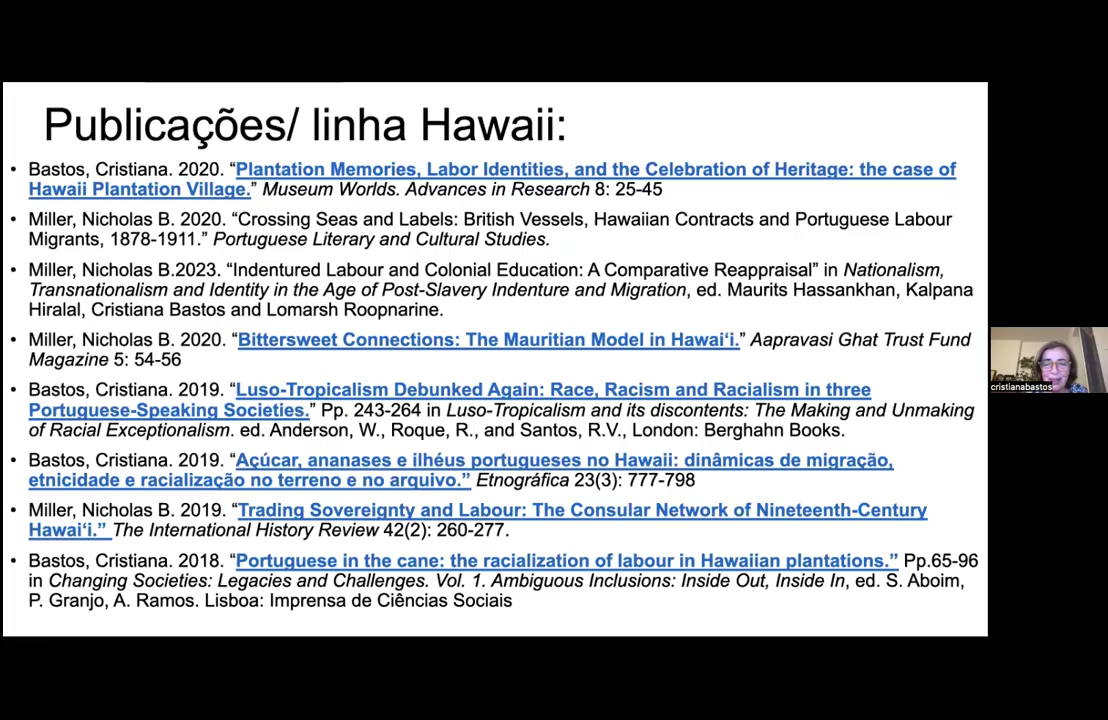 Publicações/ linha Hawaii:
• Bastos, Cristiana. 2020. “Plantation Memories, Labor Identities, and the Celebration of Heritage: the case of
Hawaii Plantation Village.” Museum Worlds. Advances in Research 8: 25-45
• Miller, Nicholas B. 2020. “Crossing Seas and Labels: British Vessels, Hawaiian Contracts and Portuguese Labour
Migrants, 1878-1911.” Portuguese Literary and Cultural Studies.
• Miller, Nicholas B.2023. “Indentured Labour and Colonial Education: A Comparative Reappraisal” in Nationalism,
Transnationalism and Identity in the Age of Post-Slavery Indenture and Migration, ed. Maurits Hassankhan, Kalpana
Hiralal, Cristiana Bastos and Lomarsh Roopnarine.
• Miller, Nicholas B. 2020. “Bittersweet Connections: The Mauritian Model in Hawaiʻi.” Aapravasi Ghat Trust Fund
Magazine 5: 54-56
• Bastos, Cristiana. 2019. “Luso-Tropicalism Debunked Again: Race, Racism and Racialism in three
Portuguese-Speaking Societies.” Pp. 243-264 in Luso-Tropicalism and its discontents: The Making and Unmaking
of Racial Exceptionalism. ed. Anderson, W., Roque, R., and Santos, R.V., London: Berghahn Books.
• Bastos, Cristiana. 2019. “Açúcar, ananases e ilhéus portugueses no Hawaii: dinâmicas de migração,
etnicidade e racialização no terreno e no arquivo.” Etnográfica 23(3): 777-798
• Miller, Nicholas B. 2019. “Trading Sovereignty and Labour: The Consular Network of Nineteenth-Century
Hawaiʻi.” The International History Review 42(2): 260-277.
• Bastos, Cristiana. 2018. “Portuguese in the cane: the racialization of labour in Hawaiian plantations.” Pp.65-96
in Changing Societies: Legacies and Challenges. Vol. 1. Ambiguous Inclusions: Inside Out, Inside In, ed. S. Aboim,
P. Granjo, A. Ramos. Lisboa: Imprensa de Ciências Sociais
cristianabastos